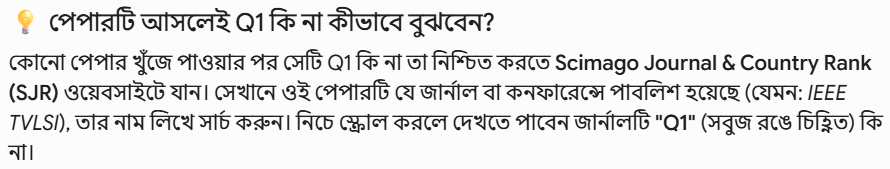 💡 পেপারটি আসলেই Q1 কি না কীভাবে বুঝবেন?
কোনো পেপার খুঁজে পাওয়ার পর সেটি Q1 কি না তা নিশ্চিত করতে Scimago Journal & Country Rank
(SJR) ওয়েবসাইটে যান। সেখানে ওই পেপারটি যে জার্নাল বা কনফারেন্সে পাবলিশ হয়েছে (যেমন: IEEE
TVLSI), তার নাম লিখে সার্চ করুন। নিচে স্ক্রোল করলে দেখতে পাবেন জার্নালটি "Q1" (সবুজ রঙে চিহ্নিত) কি
না।